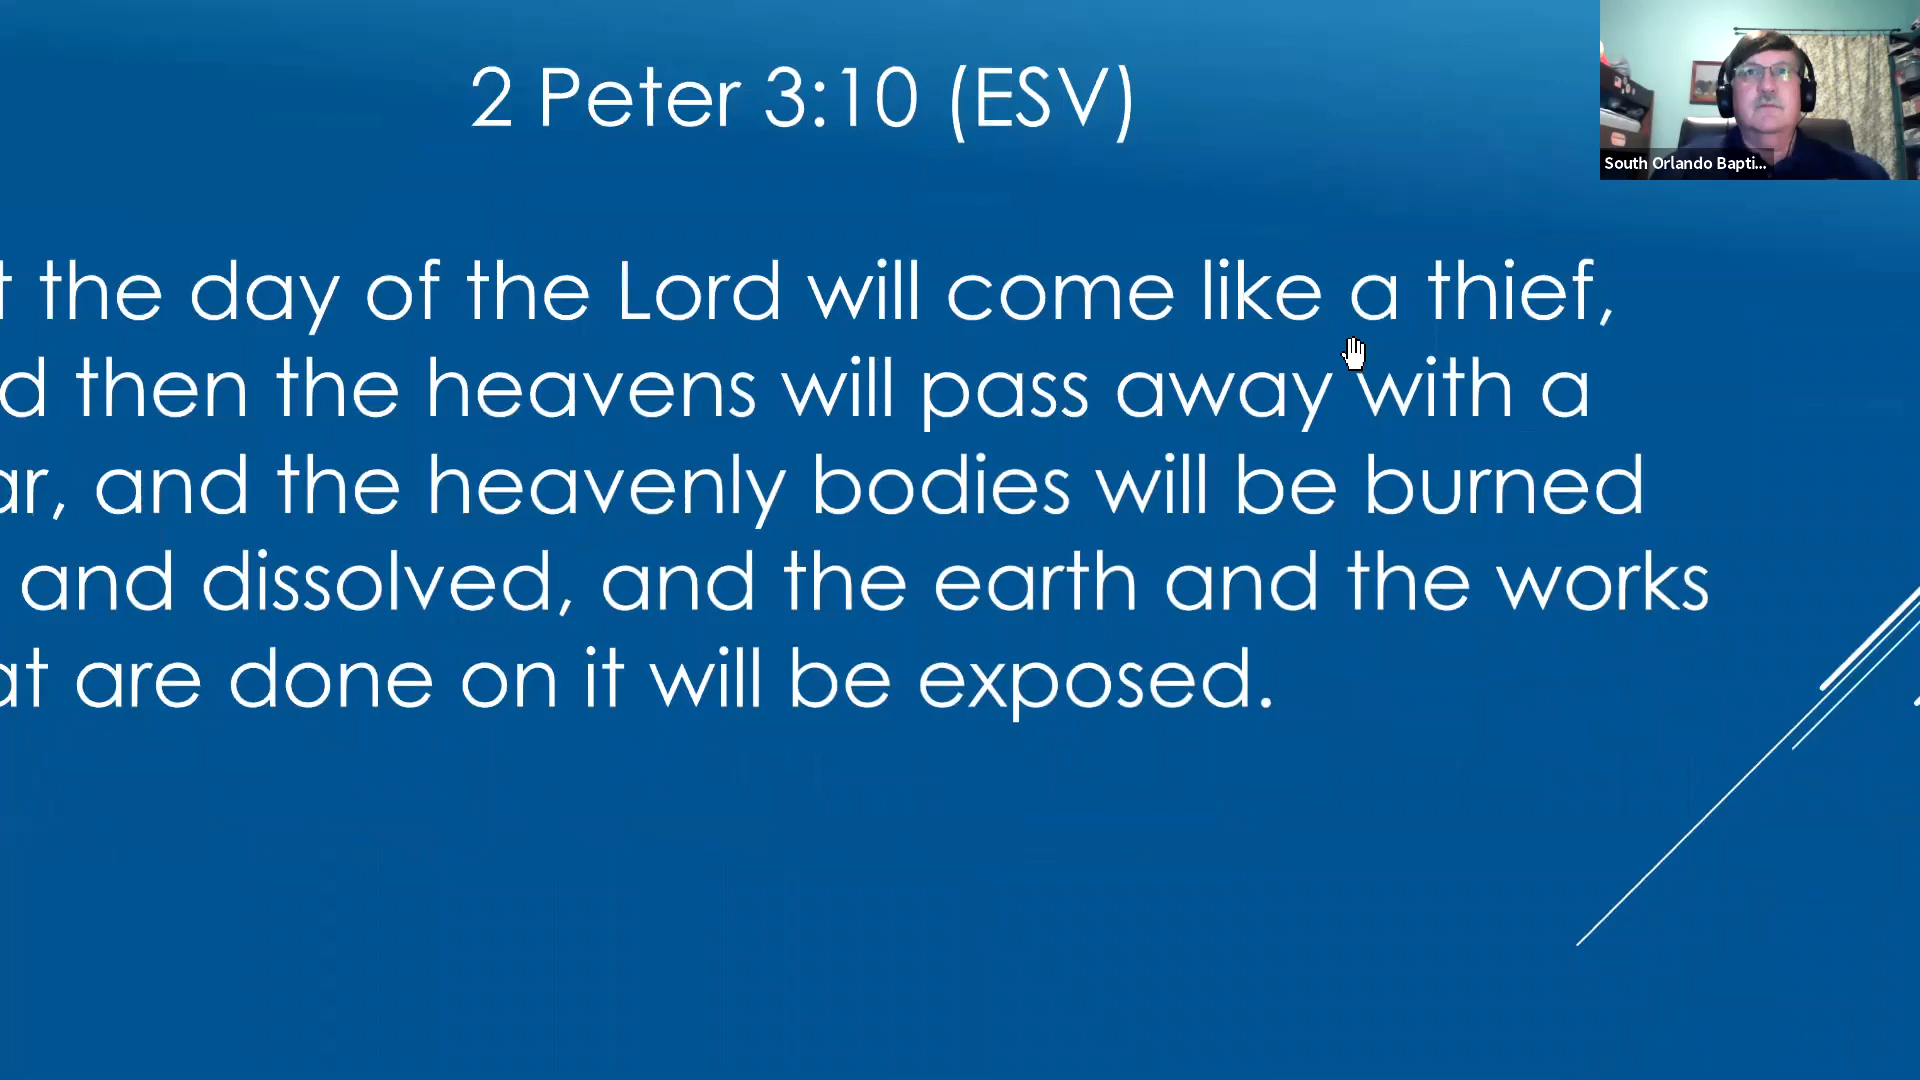 2 Peter 3:10 (ESV)
South Orlando Bapti...
t the day of the Lord will come like a thief,
d then the heavens will pass away with a
ar, and the heavenly bodies will be burned
and dissolved, and the earth and the works
at are done on it will be exposed.